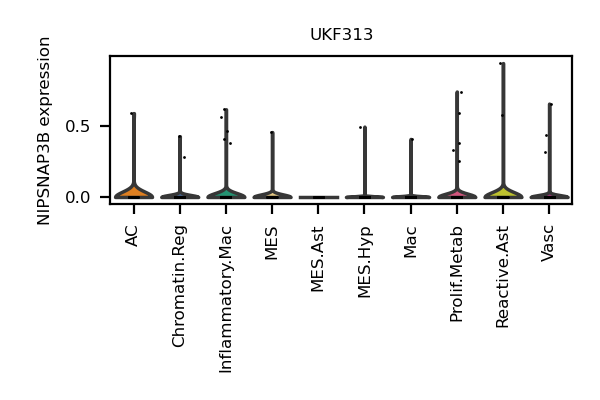 UKF313
NIPSNAP3B expression
0.5
0.0
AC
Chromatin.Reg
Inflammatory.Mac
MES
MES.Ast
MES.Hyp
Mac
Prolif.Metab
Reactive.Ast
Vasc